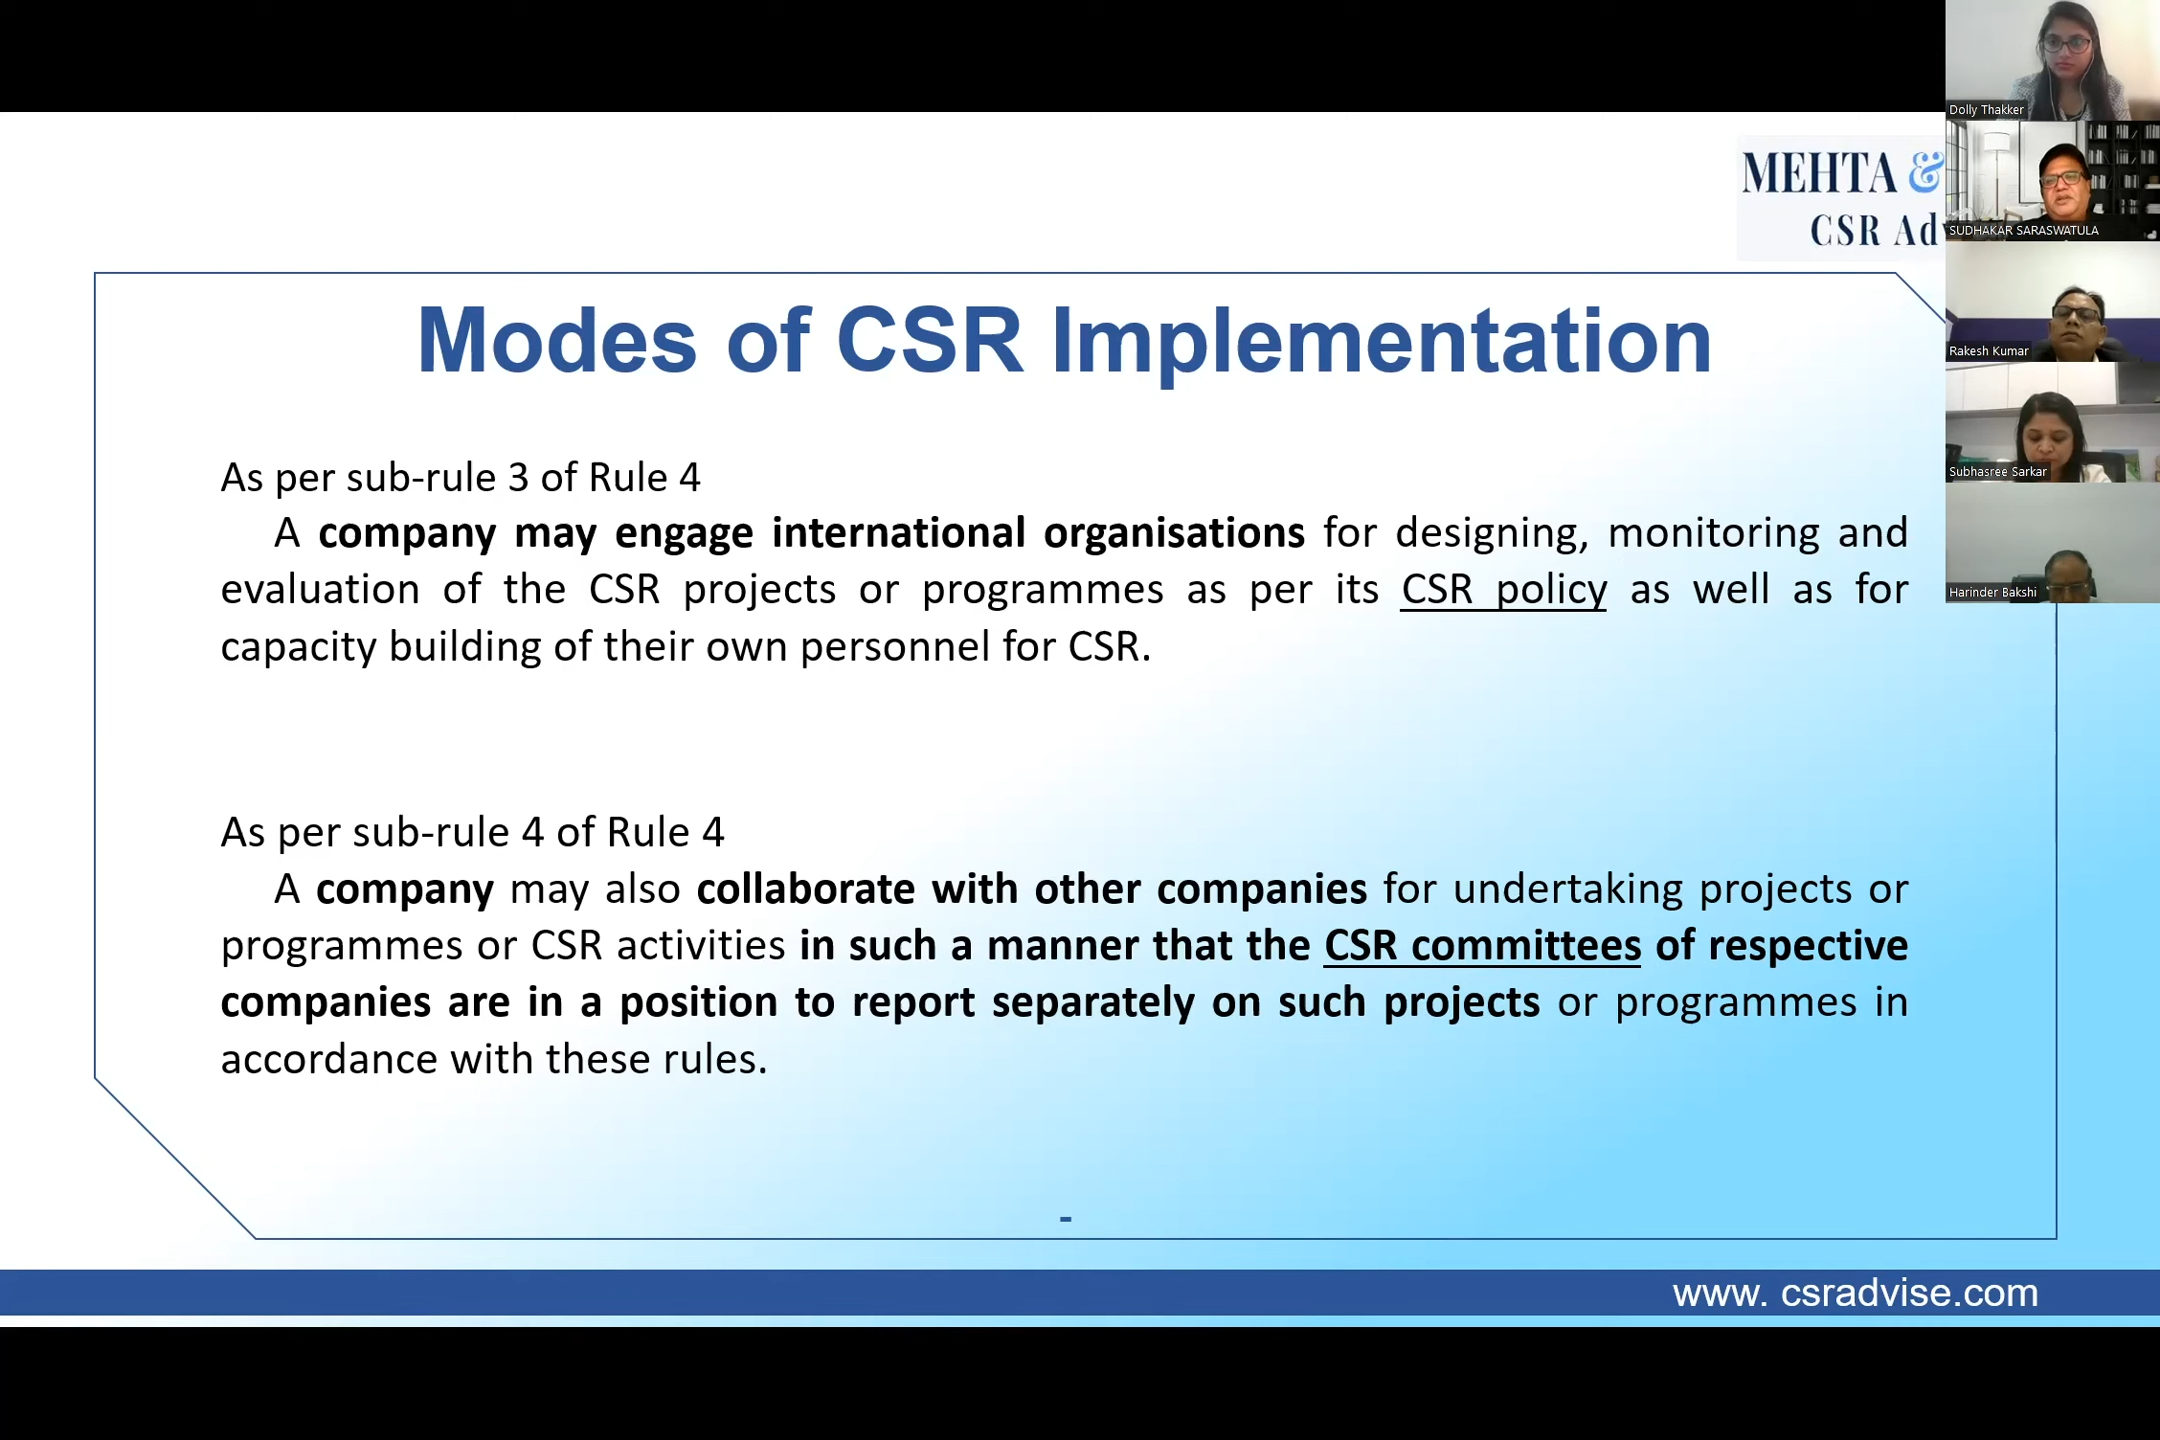 MEHTA &
CSR Adv
Modes of CSR Implementation
As per sub-rule 3 of Rule 4
A company may engage international organisations for designing, monitoring and
evaluation of the CSR projects or programmes as per its CSR policy as well as for
capacity building of their own personnel for CSR.
As per sub-rule 4 of Rule 4
A company may also collaborate with other companies for undertaking projects or
programmes or CSR activities in such a manner that the CSR committees of respective
companies are in a position to report separately on such projects or programmes in
accordance with these rules.
-
www. csradvise.com
Dolly Thakker
SUDHAKAR SARASWATULA
Rakesh Kumar
Subhasree Sarkar
Harinder Bakshi